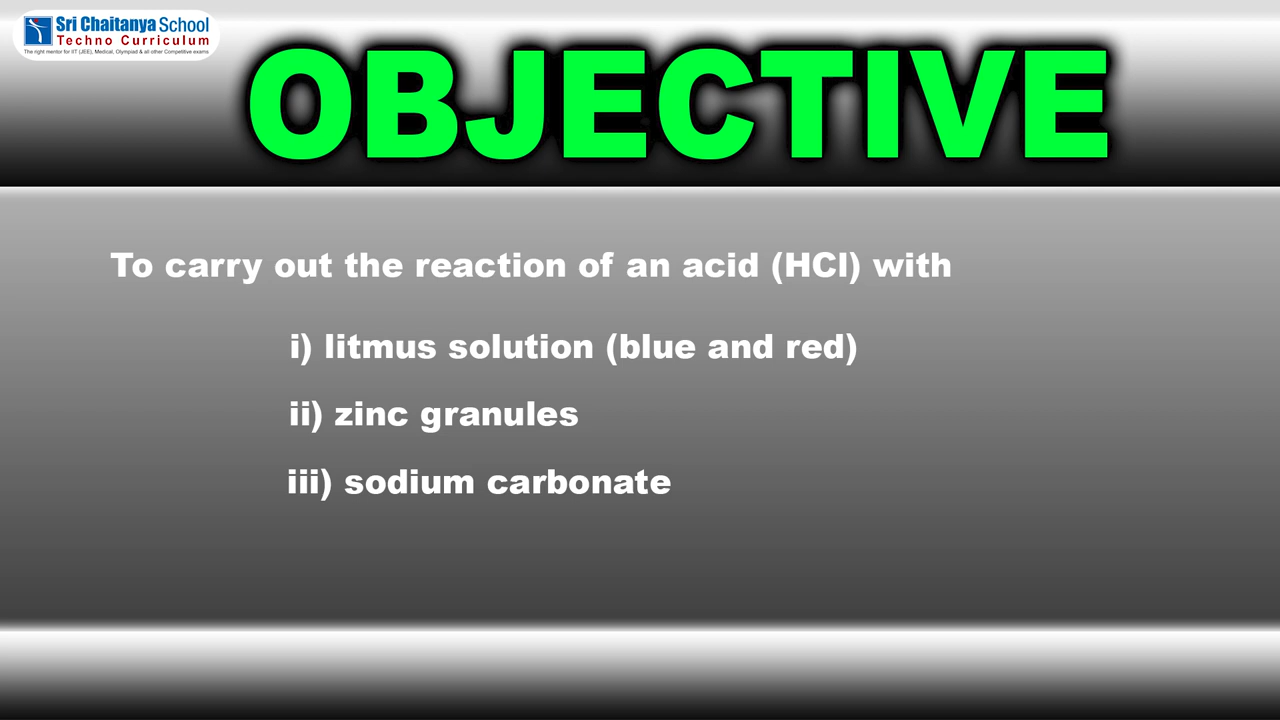 Sri Chaitanya School
Techno Curriculum
The right mentor for IIT (JEE), Medical, Olympiad & all other Competitive exams
OBJECTIVE
To carry out the reaction of an acid (HCl) with
i) litmus solution (blue and red)
ii) zinc granules
iii) sodium carbonate